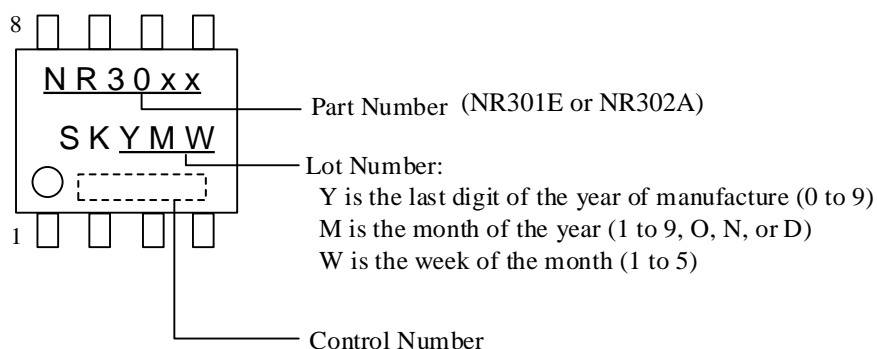 8
NR30xx
Part Number (NR301E or NR302A)
SKYMW
Lot Number:
Y is the last digit of the year of manufacture (0 to 9)
M is the month of the year (1 to 9, O, N, or D)
W is the week of the month (1 to 5)
1
Control Number